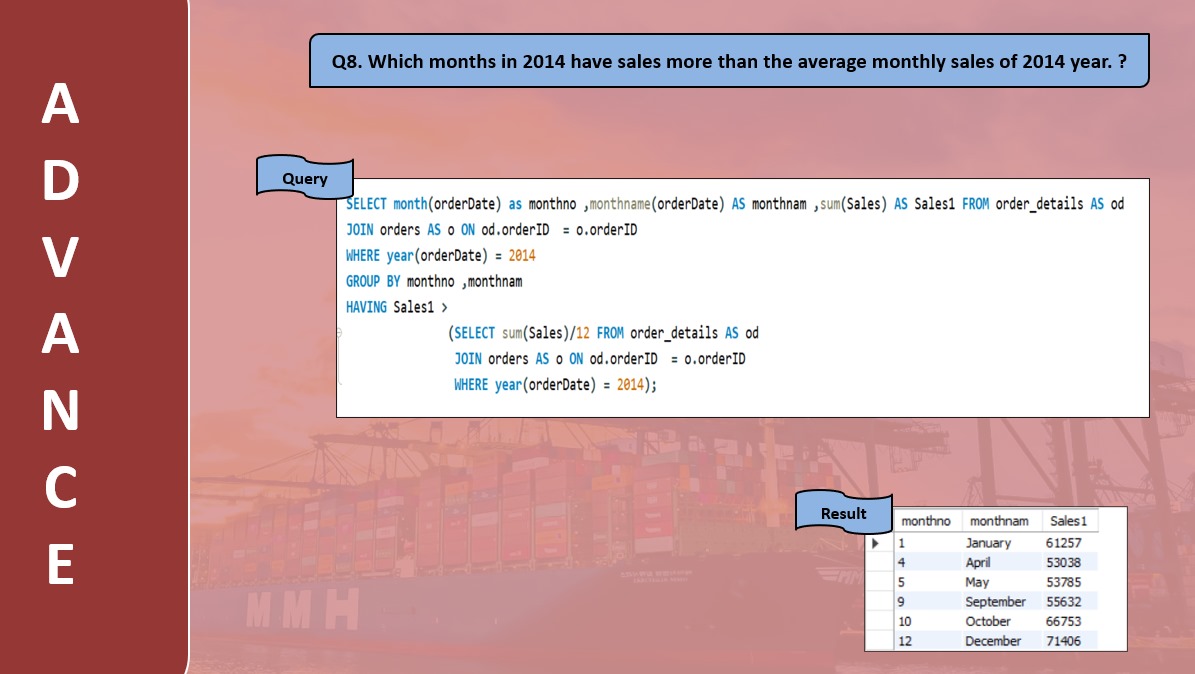 A
D
V
A
N
C
E
Q8. Which months in 2014 have sales more than the average monthly sales of 2014 year. ?
Query
SELECT month(orderDate) as monthno ,monthname(orderDate) AS monthnam ,sum(Sales) AS Sales1 FROM order_details AS od
JOIN orders AS o ON od.orderID  = o.orderID
WHERE year(orderDate) = 2014
GROUP BY monthno ,monthnam
HAVING Sales1 >
(SELECT sum(Sales)/12 FROM order_details AS od
JOIN orders AS o ON od.orderID  = o.orderID
WHERE year(orderDate) = 2014);
Result
monthno monthnam Sales1
1 January 61257
4 April 53038
5 May 53785
9 September 55632
10 October 66753
12 December 71406
MMH